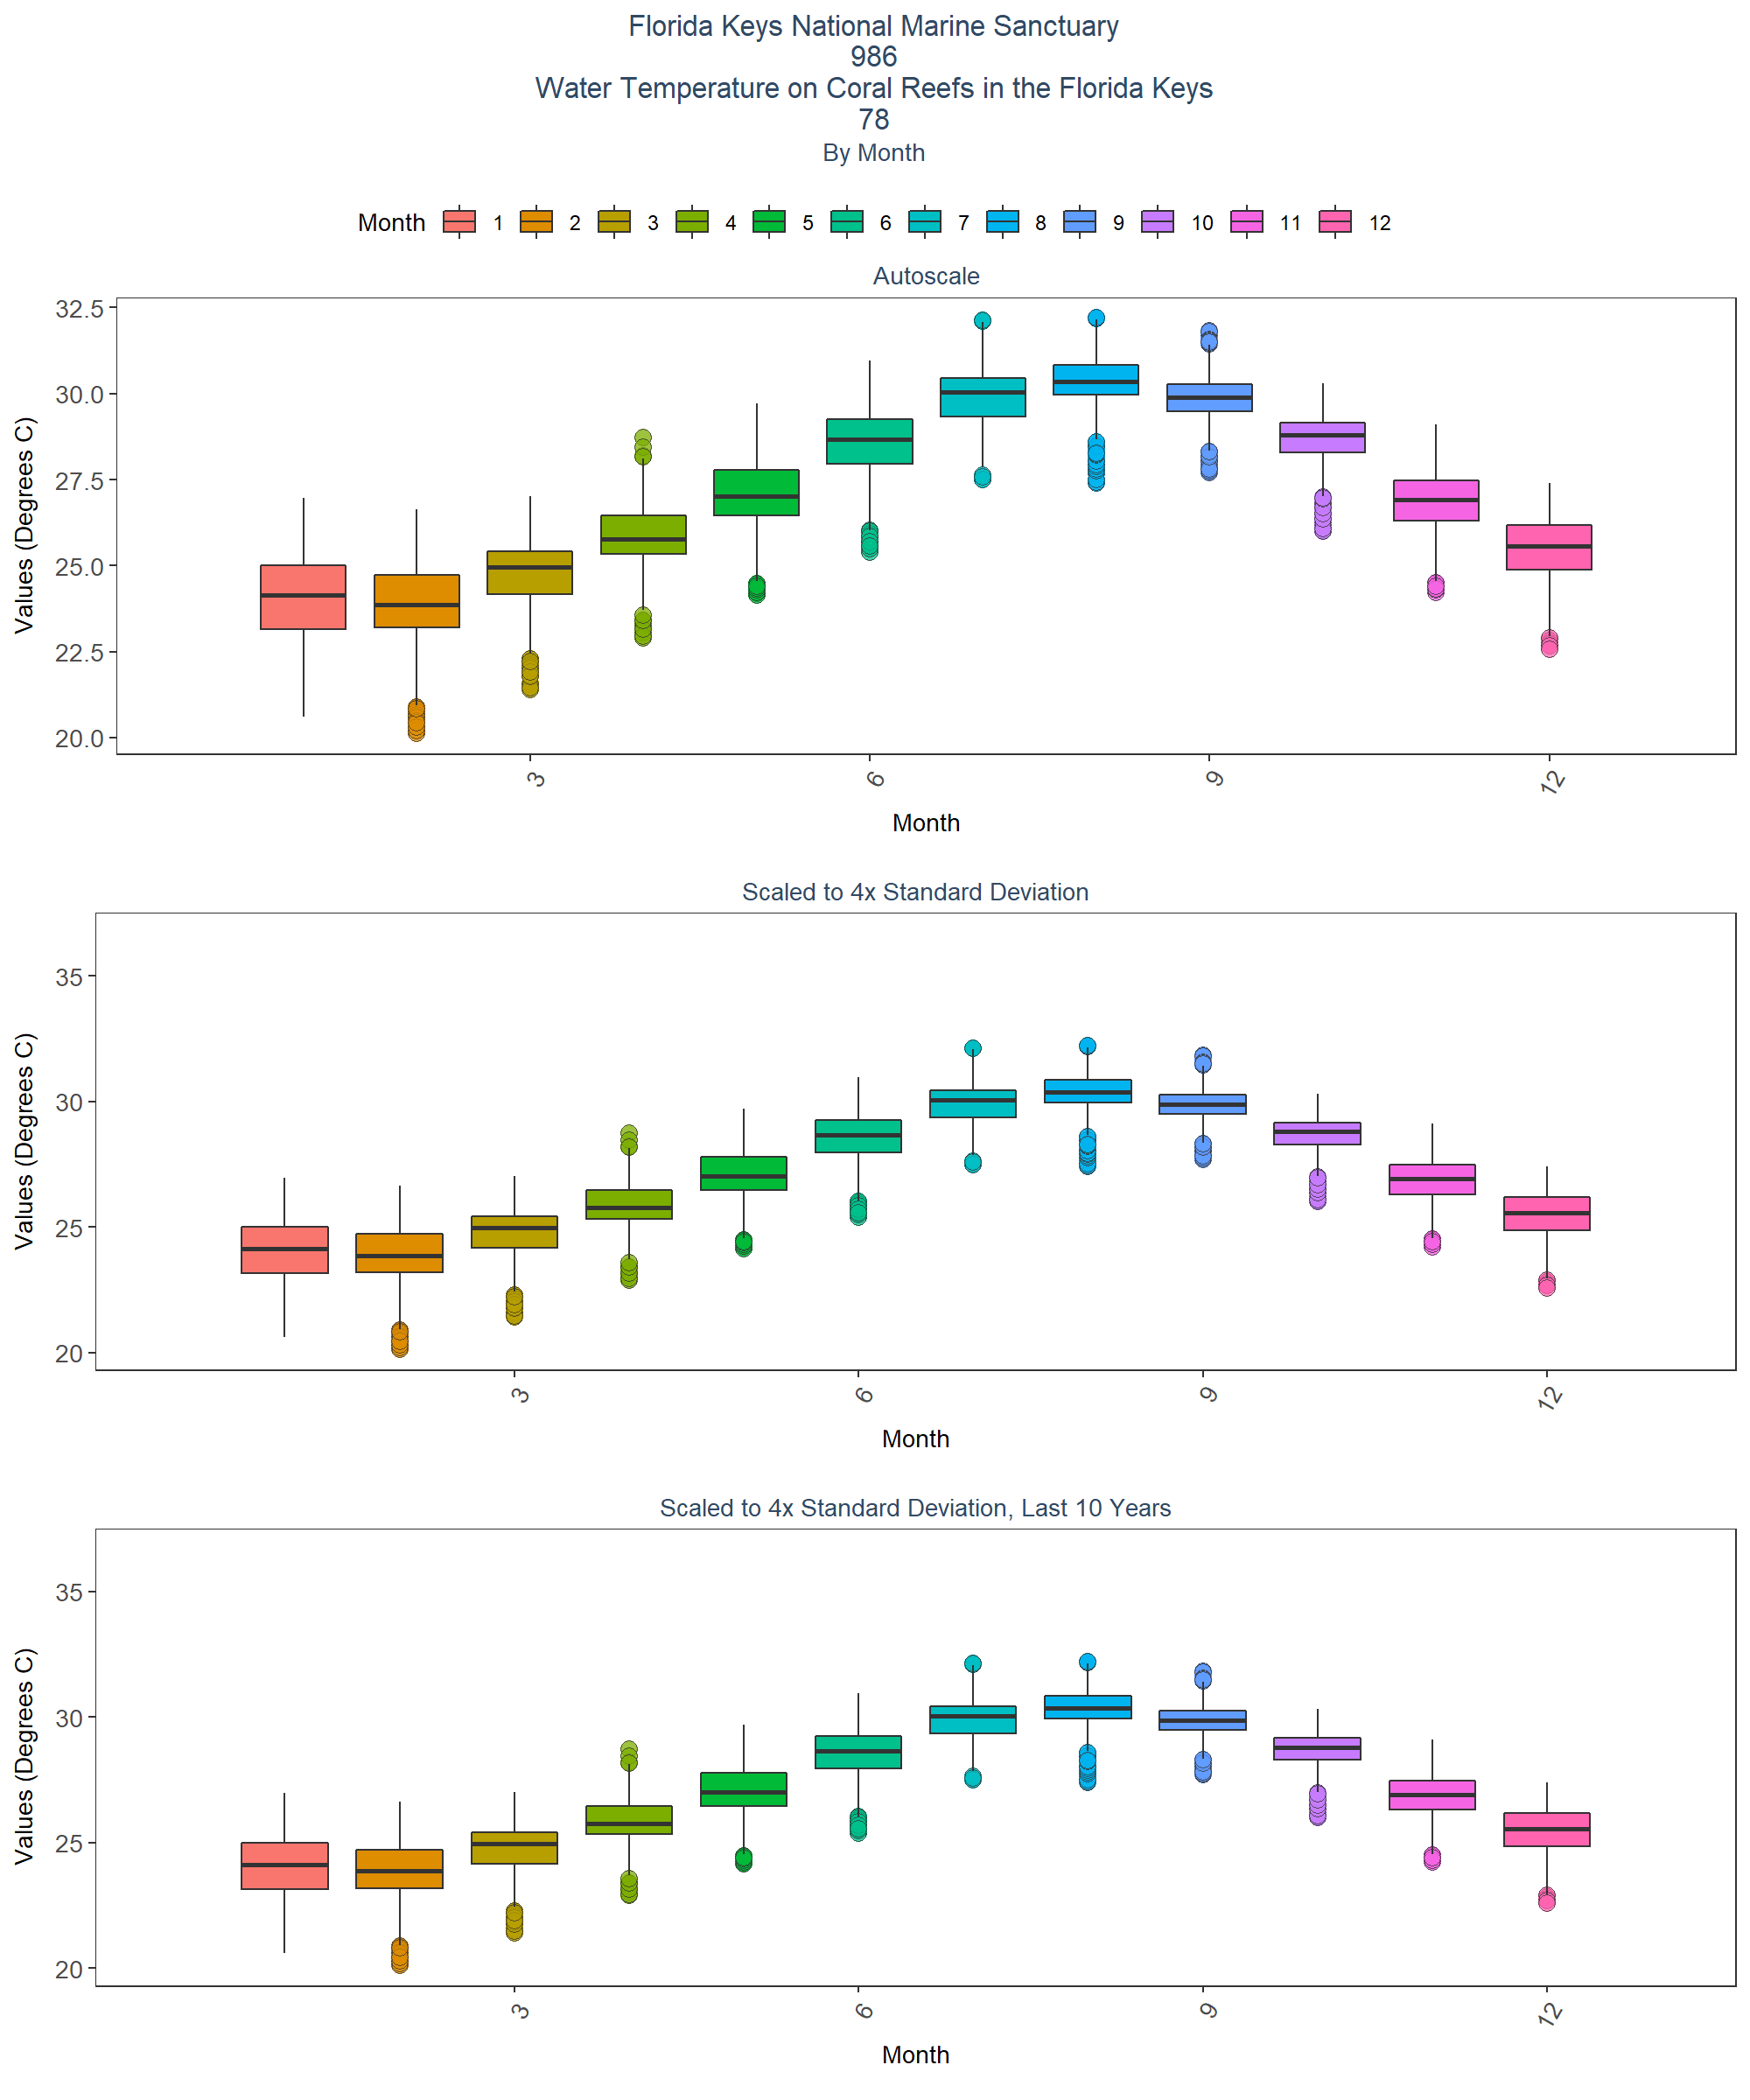 Florida Keys National Marine Sanctuary
986
Water Temperature on Coral Reefs in the Florida Keys
78
By Month
Month 1 2 3 4 5 6 7 8 9 10 11 12
Autoscale
Values (Degrees C)
32.5
30.0
27.5
25.0
22.5
20.0
3 6 9 12
Month
Scaled to 4x Standard Deviation
Values (Degrees C)
35
30
25
20
3 6 9 12
Month
Scaled to 4x Standard Deviation, Last 10 Years
Values (Degrees C)
35
30
25
20
3 6 9 12
Month